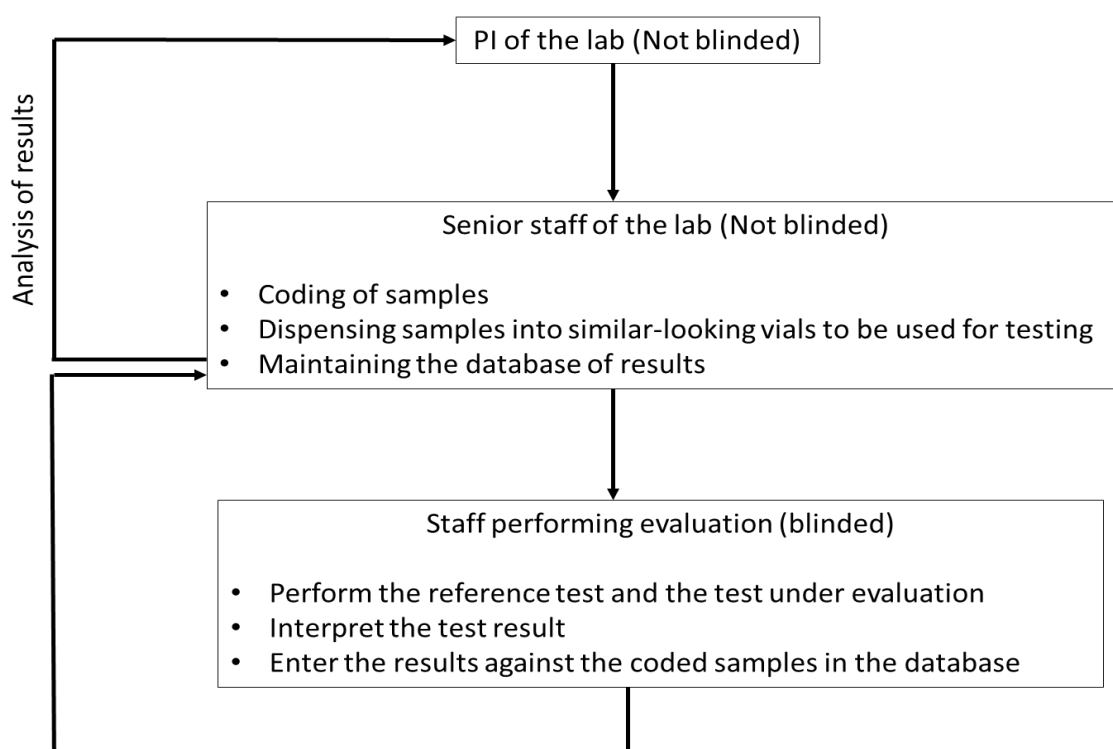 PI of the lab (Not blinded)
Analysis of results
Senior staff of the lab (Not blinded)
• Coding of samples
• Dispensing samples into similar-looking vials to be used for testing
• Maintaining the database of results
Staff performing evaluation (blinded)
• Perform the reference test and the test under evaluation
• Interpret the test result
• Enter the results against the coded samples in the database